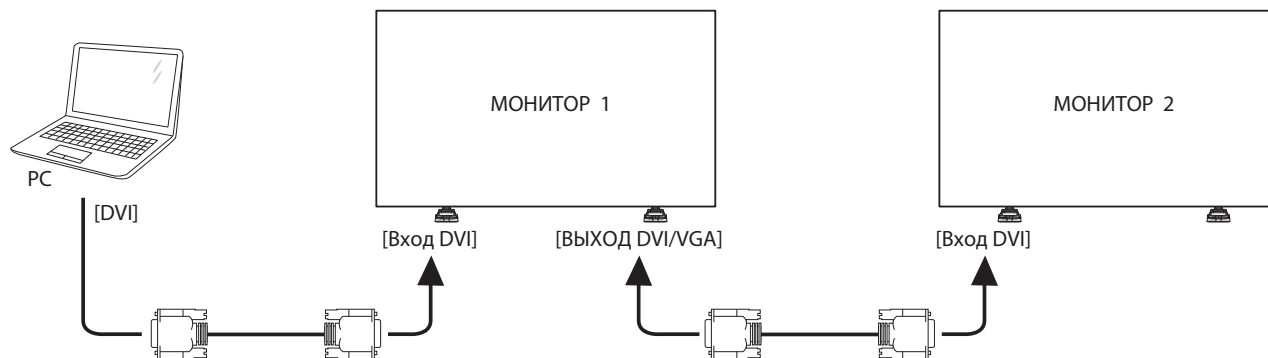 МОНИТОР 1
МОНИТОР 2
PC
[DVI]
[Вход DVI]
[ВЫХОД DVI/VGA]
[Вход DVI]